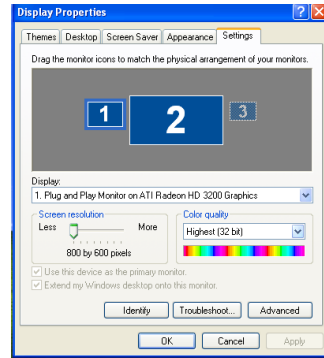 Display Properties
Themes Desktop Screen Saver Appearance Settings
Drag the monitor icons to match the physical arrangement of your monitors.
1 2 3
Display:
1. Plug and Play Monitor on ATI Radeon HD 3200 Graphics
Screen resolution Color quality
Less More Highest (32 bit)
800 by 600 pixels
Use this device as the primary monitor.
Extend my Windows desktop onto this monitor.
Identify Troubleshoot... Advanced
OK Cancel Apply